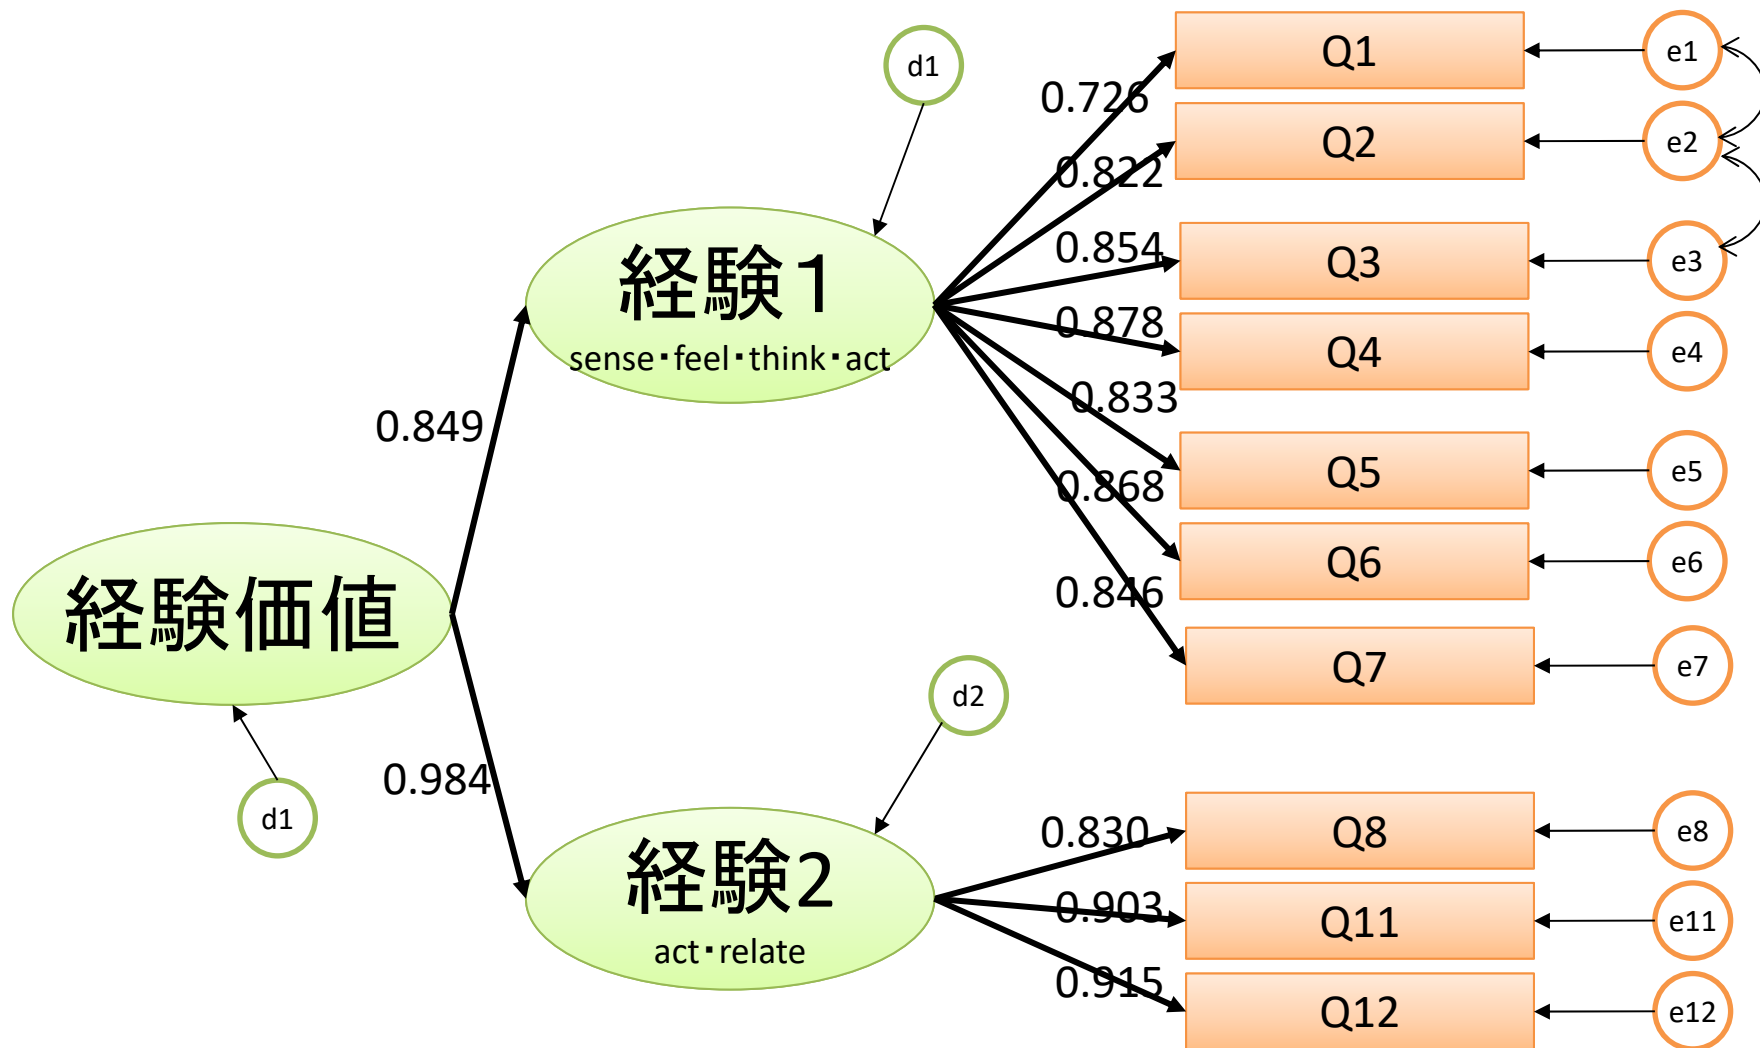 d1
Q1
e1
0.726
Q2
e2
0.822
経験1
sense・feel・think・act
0.854
Q3
e3
0.878
Q4
e4
0.849
0.833
Q5
e5
0.868
Q6
e6
0.846
経験価値
Q7
e7
d2
0.984
d1
0.830
Q8
e8
経験2
act・relate
0.903
Q11
e11
0.915
Q12
e12